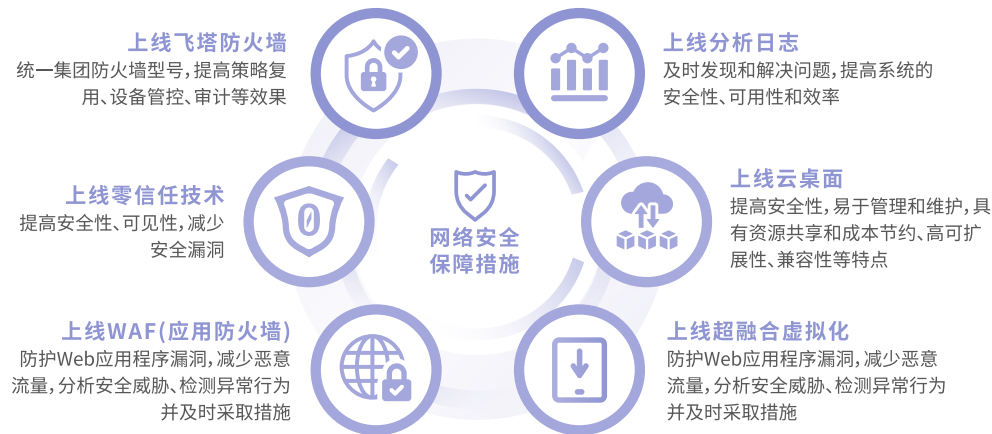 上线飞塔防火墙
统一集团防火墙型号，提高策略复
用、设备管控、审计等效果
上线分析日志
及时发现和解决问题，提高系统的
安全性、可用性和效率
上线零信任技术
提高安全性、可见性，减少
安全漏洞
网络安全
保障措施
上线云桌面
提高安全性，易于管理和维护，具
有资源共享和成本节约、高可扩
展性、兼容性等特点
上线WAF(应用防火墙)
防护Web应用程序漏洞，减少恶意
流量，分析安全威胁、检测异常行为
并及时采取措施
上线超融合虚拟化
防护Web应用程序漏洞，减少恶意
流量，分析安全威胁、检测异常行为
并及时采取措施